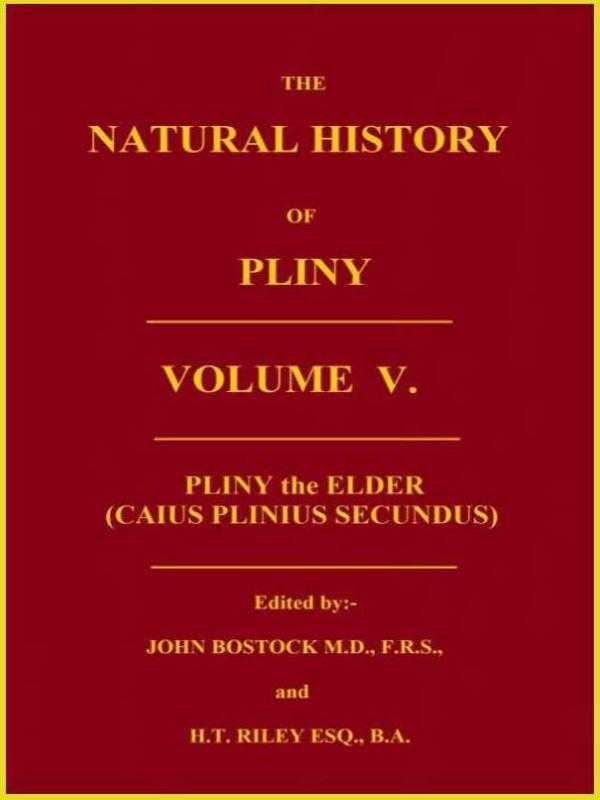 THE
NATURAL HISTORY
OF
PLINY
VOLUME V.
PLINY the ELDER
(CAIUS PLINIUS SECUNDUS)
Edited by:-
JOHN BOSTOCK M.D., F.R.S.,
and
H.T. RILEY ESQ., B.A.